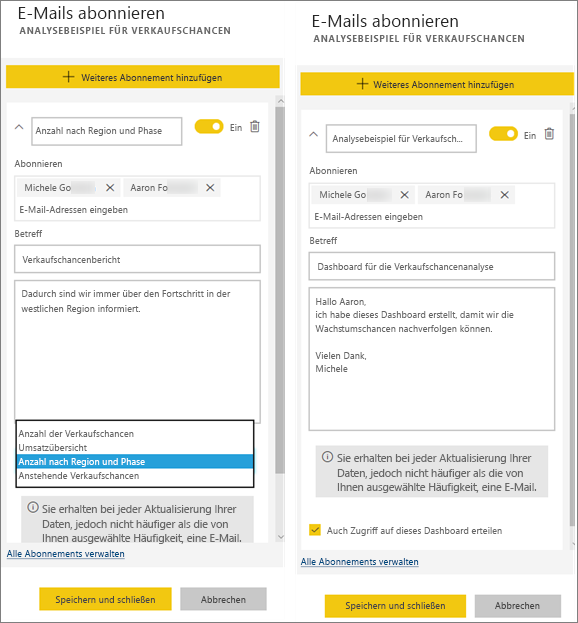 E-Mails abonnieren
ANALYSEBEISPIEL FÜR VERKAUFSCHANCEN
Weiteres Abonnement hinzufügen
Anzahl nach Region und Phase
Ein
Abonnieren
Michele Go
Aaron Fo
E-Mail-Adressen eingeben
Betreff
Verkaufschancenbericht
Dadurch sind wir immer über den Fortschritt in der
westlichen Region informiert.
Anzahl der Verkaufschancen
Umsatzübersicht
Anzahl nach Region und Phase
Anstehende Verkaufschancen
Sie erhalten bei jeder Aktualisierung Ihrer
Daten, jedoch nicht häufiger als die von
Ihnen ausgewählte Häufigkeit, eine E-Mail.
Alle Abonnements verwalten
Speichern und schließen
Abbrechen
E-Mails abonnieren
ANALYSEBEISPIEL FÜR VERKAUFSCHANCEN
Weiteres Abonnement hinzufügen
Analysebeispiel für Verkaufsch...
Ein
Abonnieren
Michele Go
Aaron Fo
E-Mail-Adressen eingeben
Betreff
Dashboard für die Verkaufschancenanalyse
Hallo Aaron,
ich habe dieses Dashboard erstellt, damit wir die
Wachstumschancen nachverfolgen können.
Vielen Dank,
Michele
Sie erhalten bei jeder Aktualisierung Ihrer
Daten, jedoch nicht häufiger als die von
Ihnen ausgewählte Häufigkeit, eine E-Mail.
Auch Zugriff auf dieses Dashboard erteilen
Alle Abonnements verwalten
Speichern und schließen
Abbrechen